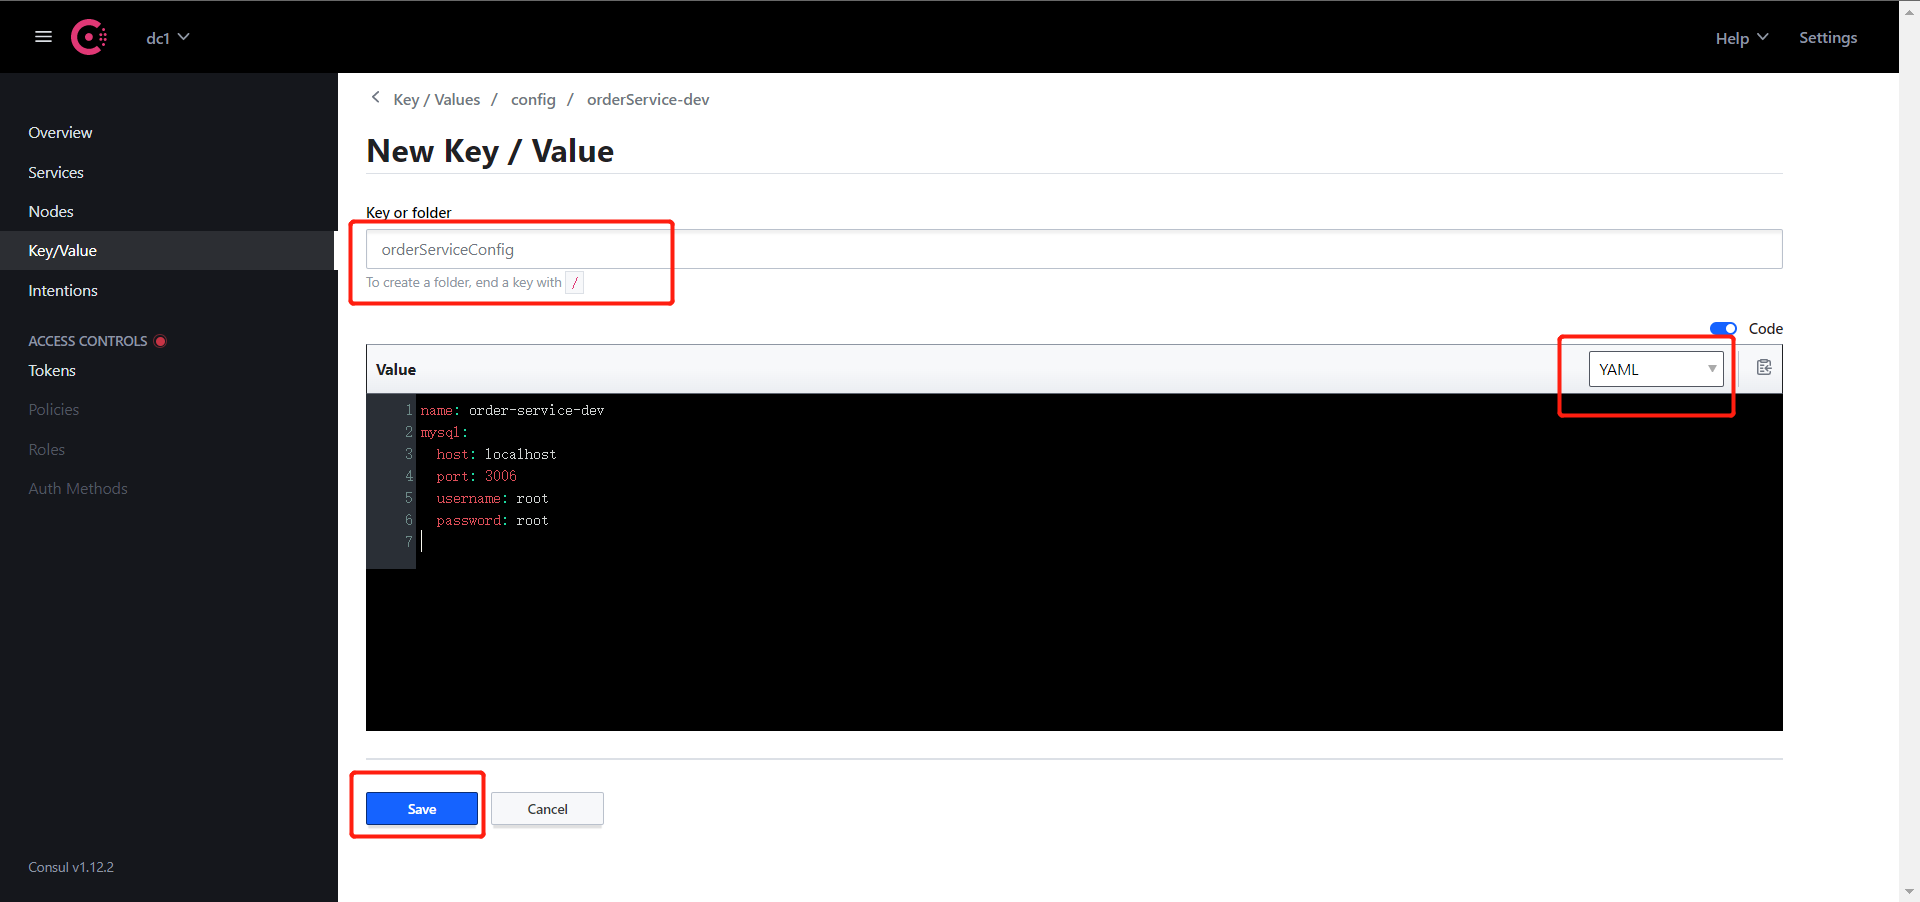 dc1
Help
Settings
Overview
Services
Nodes
Key/Value
Intentions
ACCESS CONTROLS
Tokens
Policies
Roles
Auth Methods
Consul v1.12.2
Key / Values / config / orderService-dev
New Key / Value
Key or folder
orderServiceConfig
To create a folder, end a key with /
Code
Value
YAML
1 name: order-service-dev
2 mysql:
3 host: localhost
4 port: 3006
5 username: root
6 password: root
7
Save
Cancel